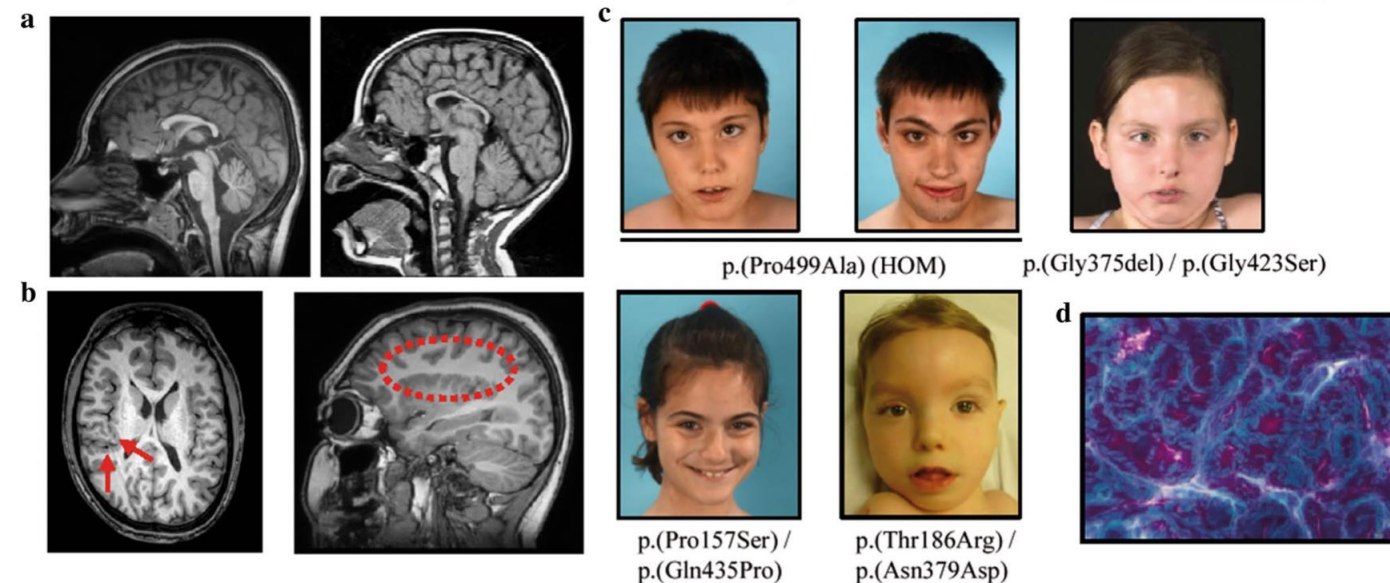 a
c
p.(Pro499Ala) (HOM)
p.(Gly375del) / p.(Gly423Ser)
b
d
p.(Pro157Ser) /
p.(Gln435Pro)
p.(Thr186Arg) /
p.(Asn379Asp)